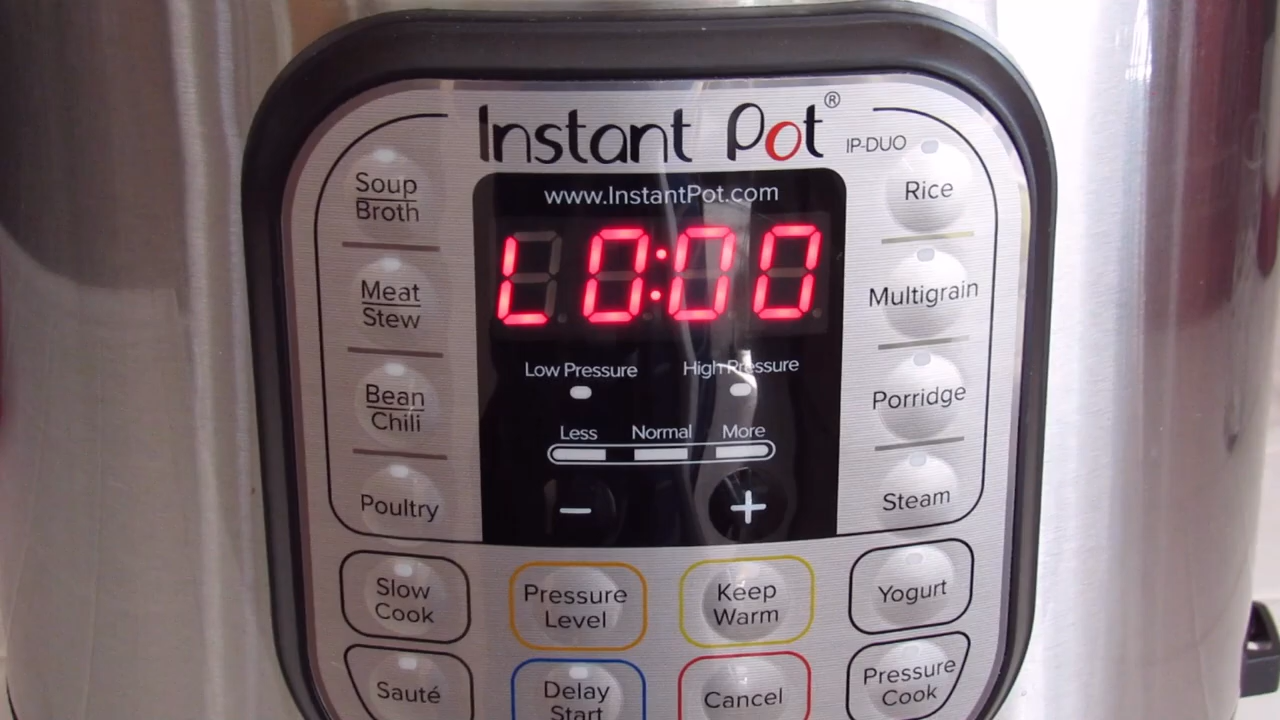 Instant Pot®
IP-DUO
www.InstantPot.com
L0:00
Low Pressure
High Pressure
Less Normal More
− +
Soup
Broth
Meat
Stew
Bean
Chili
Poultry
Rice
Multigrain
Porridge
Steam
Slow
Cook
Pressure
Level
Keep
Warm
Yogurt
Sauté
Delay
Start
Cancel
Pressure
Cook